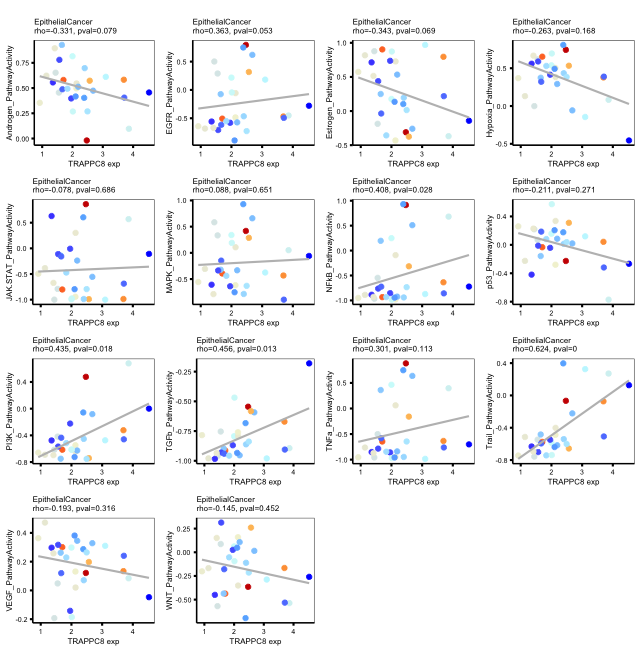 EpithelialCancer
rho=-0.331, pval=0.079
Androgen_PathwayActivity
0.75
0.50
0.25
0.00
1 2 3 4
TRAPPC8 exp
EpithelialCancer
rho=0.363, pval=0.053
EGFR_PathwayActivity
0.5
0.0
-0.5
1 2 3 4
TRAPPC8 exp
EpithelialCancer
rho=-0.343, pval=0.069
Estrogen_PathwayActivity
1.0
0.5
0.0
-0.5
1 2 3 4
TRAPPC8 exp
EpithelialCancer
rho=-0.263, pval=0.168
Hypoxia_PathwayActivity
0.5
0.0
-0.5
1 2 3 4
TRAPPC8 exp
EpithelialCancer
rho=-0.078, pval=0.686
JAK.STAT_PathwayActivity
0.5
0.0
-0.5
-1.0
1 2 3 4
TRAPPC8 exp
EpithelialCancer
rho=0.088, pval=0.651
MAPK_PathwayActivity
1.0
0.5
0.0
-0.5
1 2 3 4
TRAPPC8 exp
EpithelialCancer
rho=0.408, pval=0.028
NFkB_PathwayActivity
1.0
0.5
0.0
-0.5
-1.0
1 2 3 4
TRAPPC8 exp
EpithelialCancer
rho=-0.211, pval=0.271
p53_PathwayActivity
0.4
0.0
-0.4
-0.8
1 2 3 4
TRAPPC8 exp
EpithelialCancer
rho=0.435, pval=0.018
PI3K_PathwayActivity
0.4
0.0
-0.4
-0.8
1 2 3 4
TRAPPC8 exp
EpithelialCancer
rho=0.456, pval=0.013
TGFb_PathwayActivity
-0.25
-0.50
-0.75
-1.00
1 2 3 4
TRAPPC8 exp
EpithelialCancer
rho=0.301, pval=0.113
TNFa_PathwayActivity
0.5
0.0
-0.5
-1.0
1 2 3 4
TRAPPC8 exp
EpithelialCancer
rho=0.624, pval=0
Trail_PathwayActivity
0.4
0.0
-0.4
-0.8
1 2 3 4
TRAPPC8 exp
EpithelialCancer
rho=-0.193, pval=0.316
VEGF_PathwayActivity
0.4
0.2
0.0
-0.2
1 2 3 4
TRAPPC8 exp
EpithelialCancer
rho=-0.145, pval=0.452
WNT_PathwayActivity
0.25
0.00
-0.25
-0.50
1 2 3 4
TRAPPC8 exp